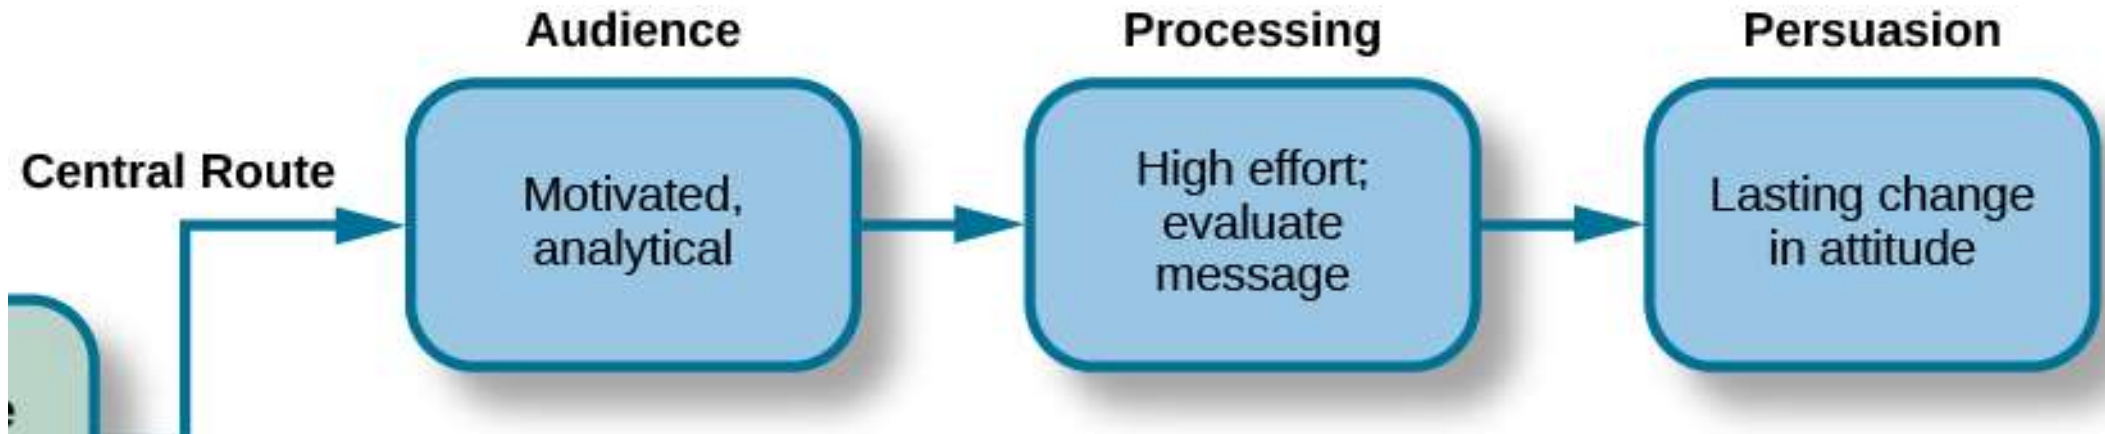 Audience
Processing
Persuasion
Central Route
Motivated,
analytical
High effort;
evaluate
message
Lasting change
in attitude